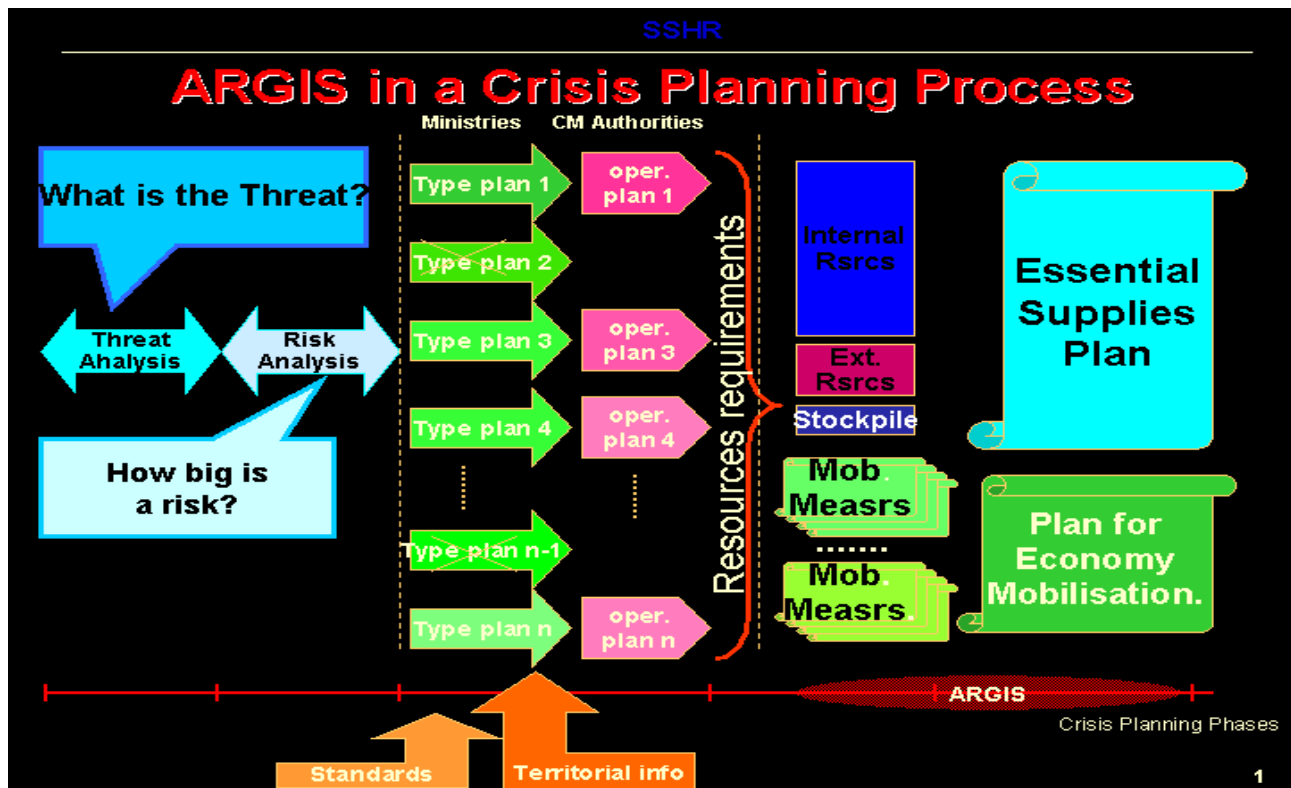 SSHR
ARGIS in a Crisis Planning Process
Ministries
CM Authorities
What is the Threat?
Threat
Ahalysis
Risk
Analysis
How big is
a risk?
Type plan 1
Type plan 2
Type plan 3
Type plan 4
........
Type plan n-1
Type plan n
oper.
plan 1
oper.
plan 3
oper.
plan 4
........
oper.
plan n
Resources requirements
Internal
Rsrcs
Ext.
Rsrcs
Stockpile
Mob.
Measrs
.......
Mob.
Measrs.
Essential
Supplies
Plan
Plan for
Economy
Mobilisation.
ARGIS
Crisis Planning Phases
Standards
Territorial info
1